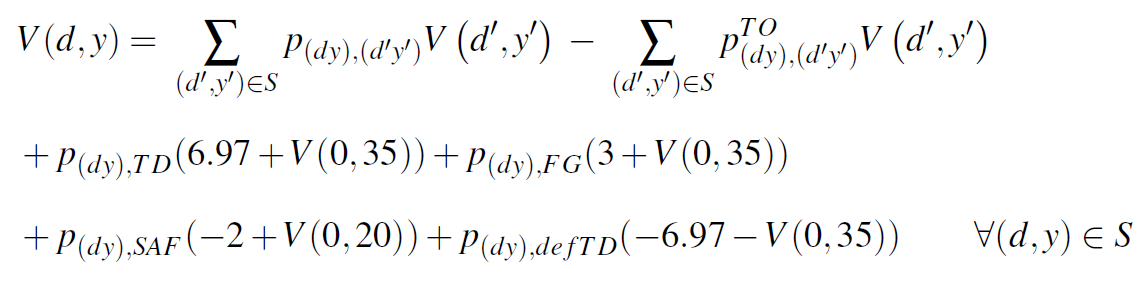 V(d,y) = ∑_{(d′,y′)∈S} p_{(dy),(d′y′)} V (d′,y′) − ∑_{(d′,y′)∈S} p^{TO}_{(dy),(d′y′)} V (d′,y′)
+ p_{(dy),TD}(6.97 + V(0,35)) + p_{(dy),FG}(3 + V(0,35))
+ p_{(dy),SAF}(−2 + V(0,20)) + p_{(dy),defTD}(−6.97 − V(0,35)) ∀(d,y) ∈ S